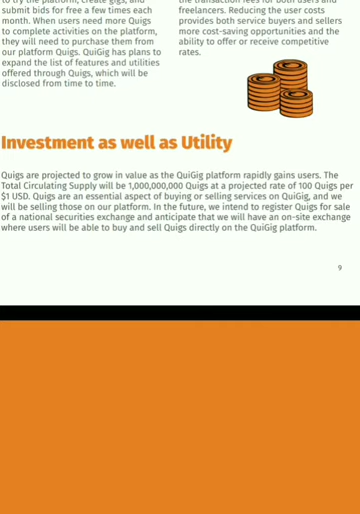 to try the platform, create gigs, and
submit bids for free a few times each
month. When users need more Quigs
to complete activities on the platform,
they will need to purchase them from
our platform Quigs. QuiGig has plans to
expand the list of features and utilities
offered through Quigs, which will be
disclosed from time to time.
the transaction fees for both users and
freelancers. Reducing the user costs
provides both service buyers and sellers
more cost-saving opportunities and the
ability to offer or receive competitive
rates.
Investment as well as Utility
Quigs are projected to grow in value as the QuiGig platform rapidly gains users. The
Total Circulating Supply will be 1,000,000,000 Quigs at a projected rate of 100 Quigs per
$1 USD. Quigs are an essential aspect of buying or selling services on QuiGig, and we
will be selling those on our platform. In the future, we intend to register Quigs for sale
of a national securities exchange and anticipate that we will have an on-site exchange
where users will be able to buy and sell Quigs directly on the QuiGig platform.
9